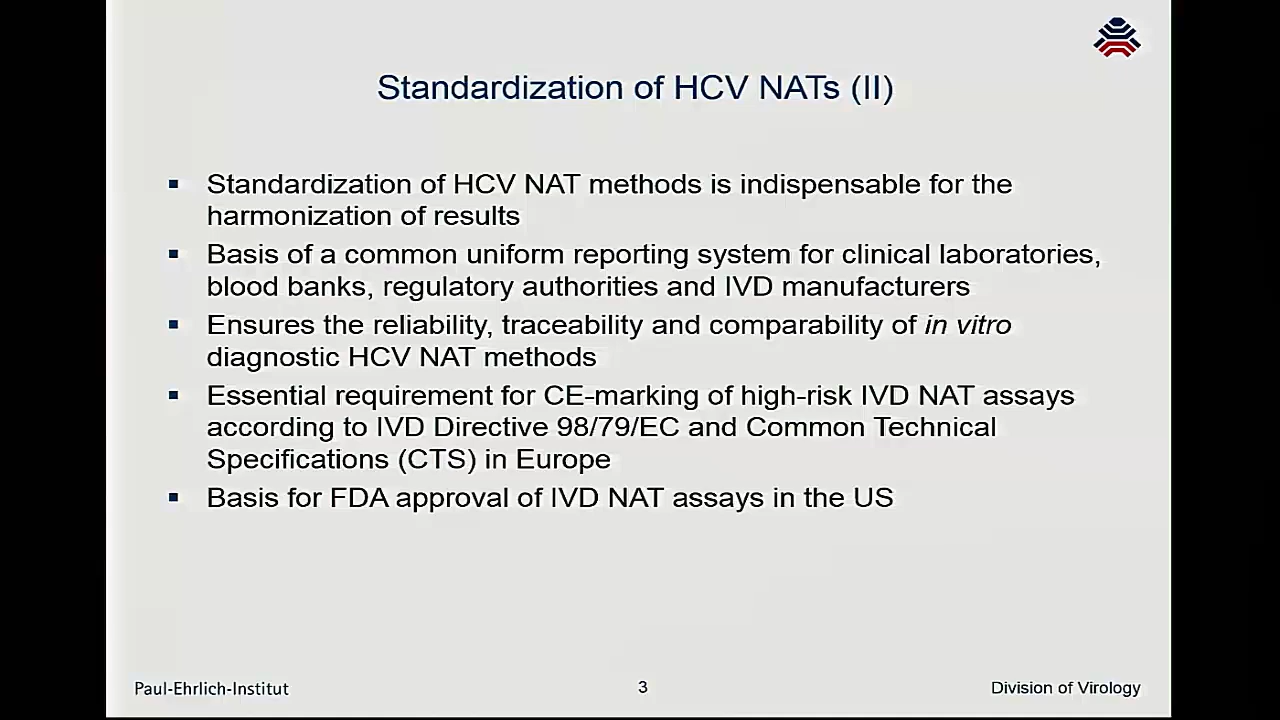 Standardization of HCV NATs (II)
▪ Standardization of HCV NAT methods is indispensable for the
harmonization of results
▪ Basis of a common uniform reporting system for clinical laboratories,
blood banks, regulatory authorities and IVD manufacturers
▪ Ensures the reliability, traceability and comparability of in vitro
diagnostic HCV NAT methods
▪ Essential requirement for CE-marking of high-risk IVD NAT assays
according to IVD Directive 98/79/EC and Common Technical
Specifications (CTS) in Europe
▪ Basis for FDA approval of IVD NAT assays in the US
Paul-Ehrlich-Institut
3
Division of Virology